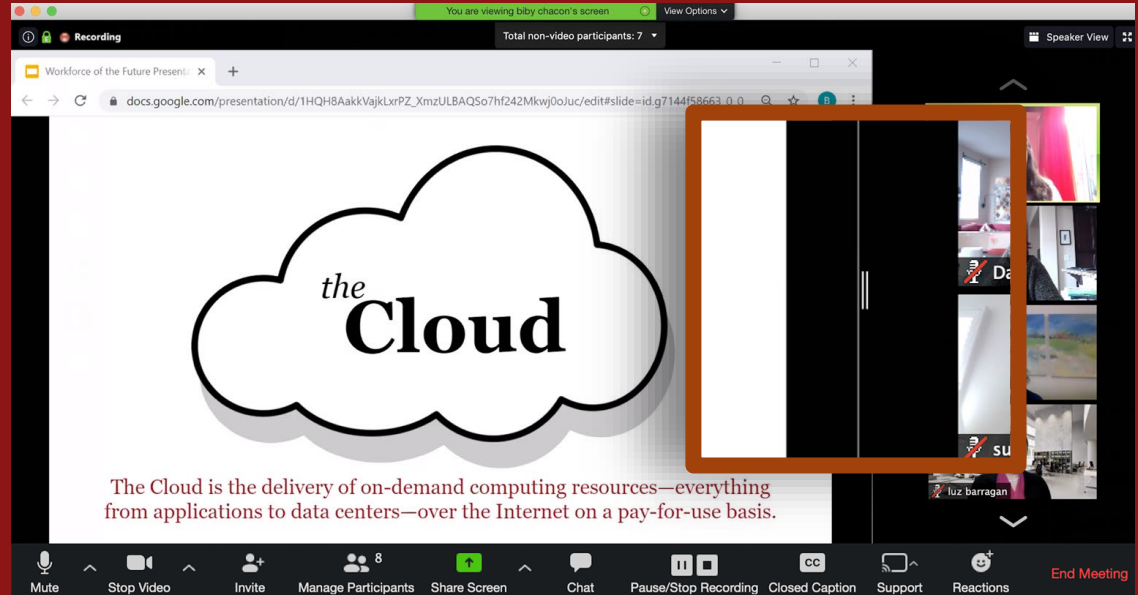 You are viewing biby chacon's screen
View Options
Recording
Total non-video participants: 7
Speaker View
Workforce of the Future Presenta
docs.google.com/presentation/d/1HQH8AakkVajkLxrPZ_XmzULBAQSo7hf242Mkwj0oJuc/edit#slide=id.g7144f58663_0_0
B
the
Cloud
The Cloud is the delivery of on-demand computing resources—everything
from applications to data centers—over the Internet on a pay-for-use basis.
Da
su
luz barragan
8
CC
Mute
Stop Video
Invite
Manage Participants
Share Screen
Chat
Pause/Stop Recording
Closed Caption
Support
Reactions
End Meeting